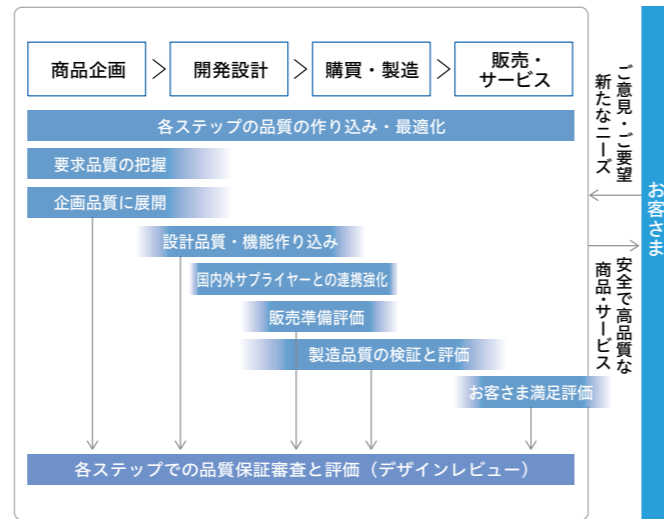 商品企画
開発設計
購買・製造
販売・
サービス
各ステップの品質の作り込み・最適化
要求品質の把握
企画品質に展開
設計品質・機能作り込み
国内外サプライヤーとの連携強化
販売準備評価
製造品質の検証と評価
お客さま満足評価
各ステップでの品質保証審査と評価（デザインレビュー）
ご意見・ご要望
新たなニーズ
安全で高品質な
商品・サービス
お客さま